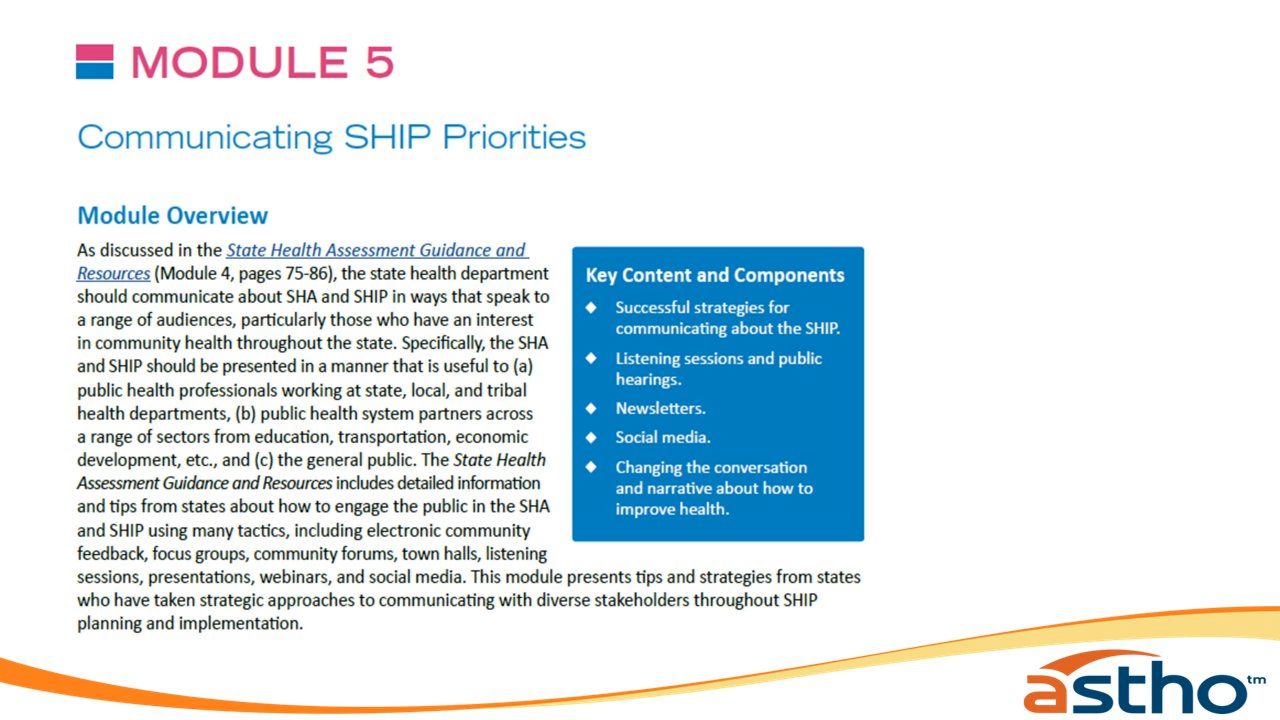 MODULE 5
Communicating SHIP Priorities
Module Overview
As discussed in the State Health Assessment Guidance and
Resources (Module 4, pages 75-86), the state health department
should communicate about SHA and SHIP in ways that speak to
a range of audiences, particularly those who have an interest
in community health throughout the state. Specifically, the SHA
and SHIP should be presented in a manner that is useful to (a)
public health professionals working at state, local, and tribal
health departments, (b) public health system partners across
a range of sectors from education, transportation, economic
development, etc., and (c) the general public. The State Health
Assessment Guidance and Resources includes detailed information
and tips from states about how to engage the public in the SHA
and SHIP using many tactics, including electronic community
feedback, focus groups, community forums, town halls, listening
sessions, presentations, webinars, and social media. This module presents tips and strategies from states
who have taken strategic approaches to communicating with diverse stakeholders throughout SHIP
planning and implementation.
Key Content and Components
◆ Successful strategies for
communicating about the SHIP.
◆ Listening sessions and public
hearings.
◆ Newsletters.
◆ Social media.
◆ Changing the conversation
and narrative about how to
improve health.
astho™